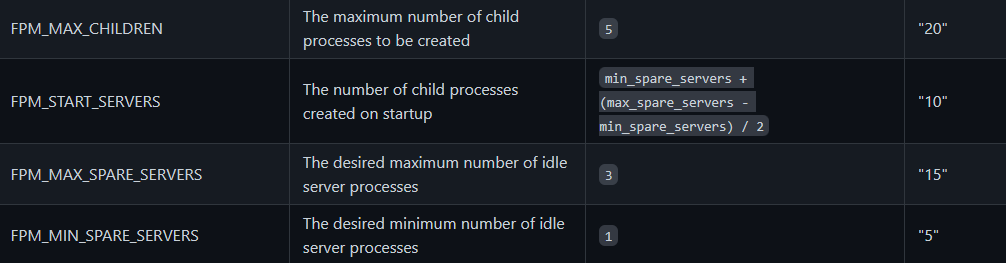 FPM_MAX_CHILDREN
The maximum number of child
processes to be created
5
"20"
FPM_START_SERVERS
The number of child processes
created on startup
min_spare_servers +
(max_spare_servers -
min_spare_servers) / 2
"10"
FPM_MAX_SPARE_SERVERS
The desired maximum number of idle
server processes
3
"15"
FPM_MIN_SPARE_SERVERS
The desired minimum number of idle
server processes
1
"5"